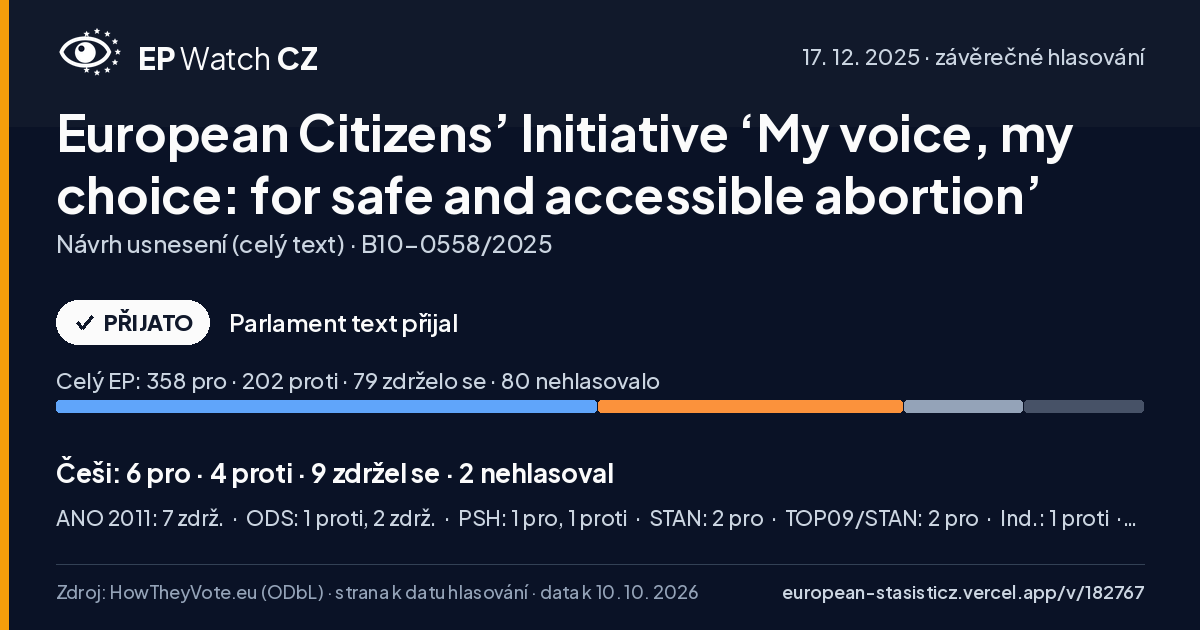 EP Watch CZ
17. 12. 2025 · závěrečné hlasování
European Citizens’ Initiative ‘My voice, my
choice: for safe and accessible abortion’
Návrh usnesení (celý text) · B10-0558/2025
✓ PŘIJATO
Parlament text přijal
Celý EP: 358 pro · 202 proti · 79 zdrželo se · 80 nehlasovalo
Češi: 6 pro · 4 proti · 9 zdržel se · 2 nehlasoval
ANO 2011: 7 zdrž. · ODS: 1 proti, 2 zdrž. · PSH: 1 pro, 1 proti · STAN: 2 pro · TOP09/STAN: 2 pro · Ind.: 1 proti ·…
Zdroj: HowTheyVote.eu (ODbL) · strana k datu hlasování · data k 10. 10. 2026
european-stasisticz.vercel.app/v/182767